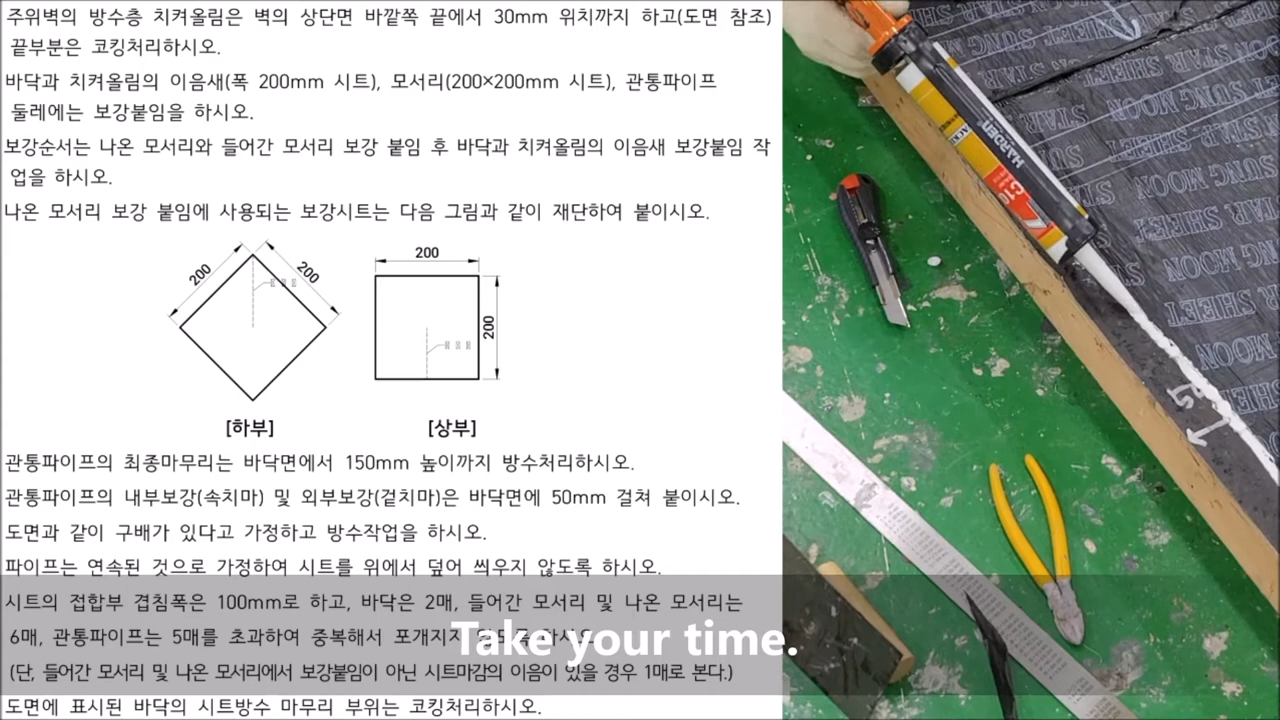 주위벽의 방수층 치켜올림은 벽의 상단면 바깥쪽 끝에서 30mm 위치까지 하고(도면 참조)
끝부분은 코킹처리하시오.
바닥과 치켜올림의 이음새(폭 200mm 시트), 모서리(200×200mm 시트), 관통파이프
둘레에는 보강붙임을 하시오.
보강순서는 나온 모서리와 들어간 모서리 보강 붙임 후 바닥과 치켜올림의 이음새 보강붙임 작
업을 하시오.
나온 모서리 보강 붙임에 사용되는 보강시트는 다음 그림과 같이 재단하여 붙이시오.
200 200
200
200
[하부] [상부]
관통파이프의 최종마무리는 바닥면에서 150mm 높이까지 방수처리하시오.
관통파이프의 내부보강(속치마) 및 외부보강(겉치마)은 바닥면에 50mm 걸쳐 붙이시오.
도면과 같이 구배가 있다고 가정하고 방수작업을 하시오.
파이프는 연속된 것으로 가정하여 시트를 위에서 덮어 씌우지 않도록 하시오.
시트의 접합부 겹침폭은 100mm로 하고, 바닥은 2매, 들어간 모서리 및 나온 모서리는
6매, 관통파이프는 5매를 초과하여 중복해서 포개지지
Take your time.
(단, 들어간 모서리 및 나온 모서리에서 보강붙임이 아닌 시트마감의 이음이 있을 경우 1매로 본다.)
도면에 표시된 바닥의 시트방수 마무리 부위는 코킹처리하시오.
STAR SHEET SUNG MOON